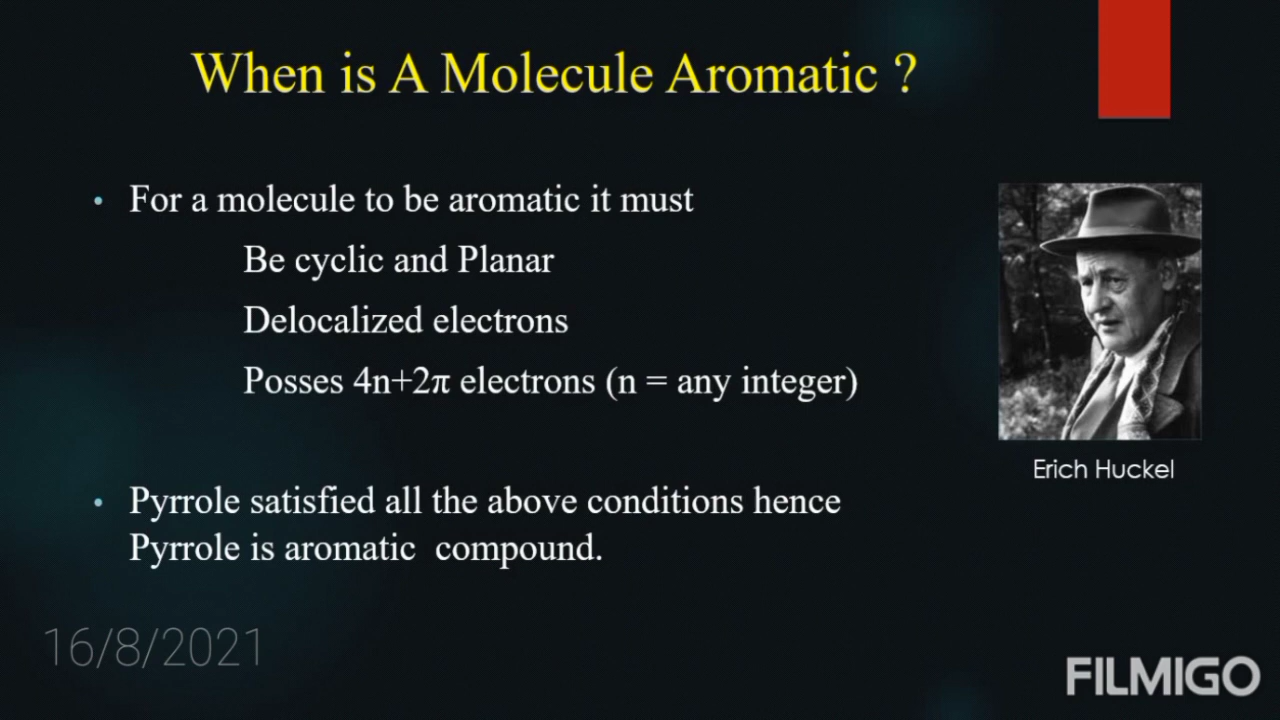 When is A Molecule Aromatic ?
• For a molecule to be aromatic it must
Be cyclic and Planar
Delocalized electrons
Posses 4n+2π electrons (n = any integer)
Erich Huckel
• Pyrrole satisfied all the above conditions hence
Pyrrole is aromatic compound.
16/8/2021
FILMIGO